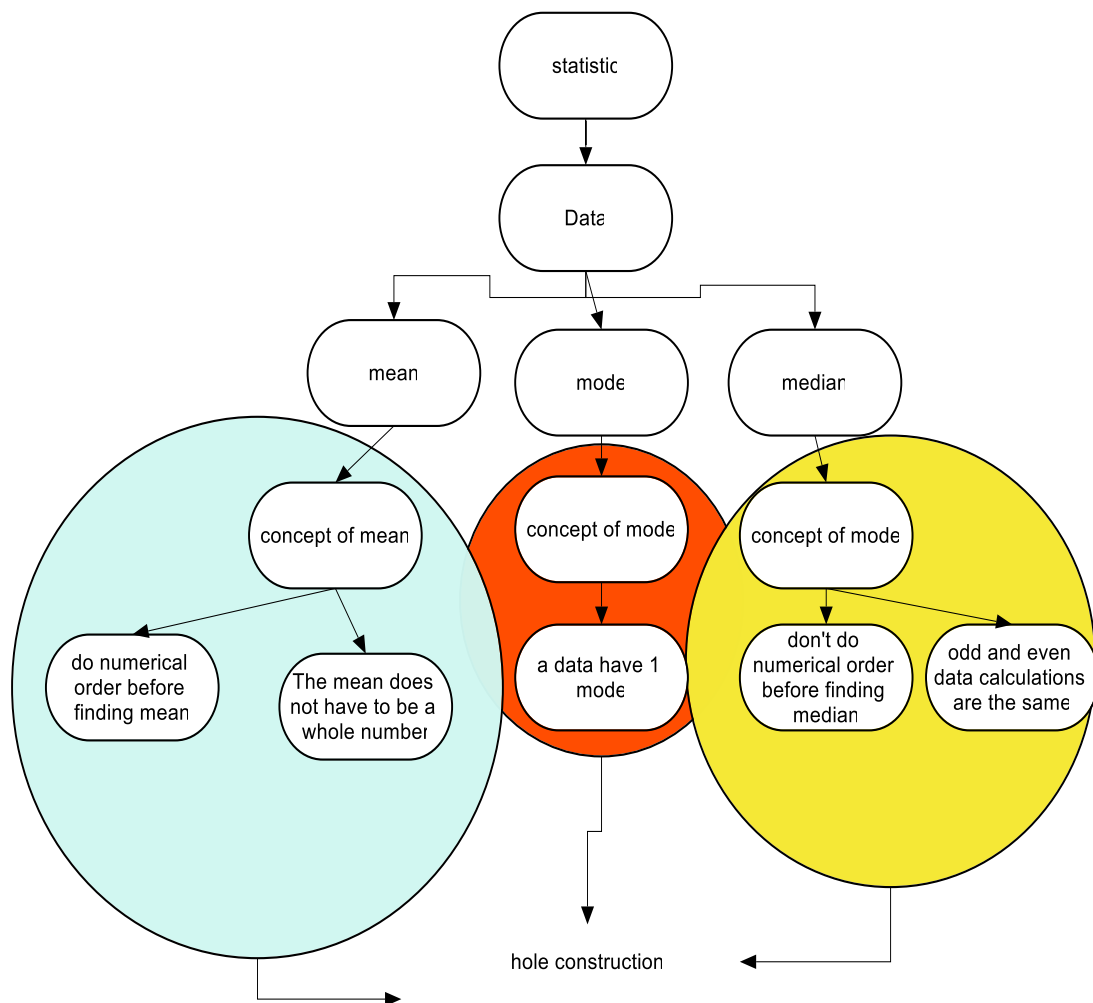 statistic
Data
mean
mode
median
concept of mean
concept of mode
concept of mode
do numerical
order before
finding mean
The mean does
not have to be a
whole number
a data have 1
mode
don't do
numerical order
before finding
median
odd and even
data calculations
are the same
hole construction